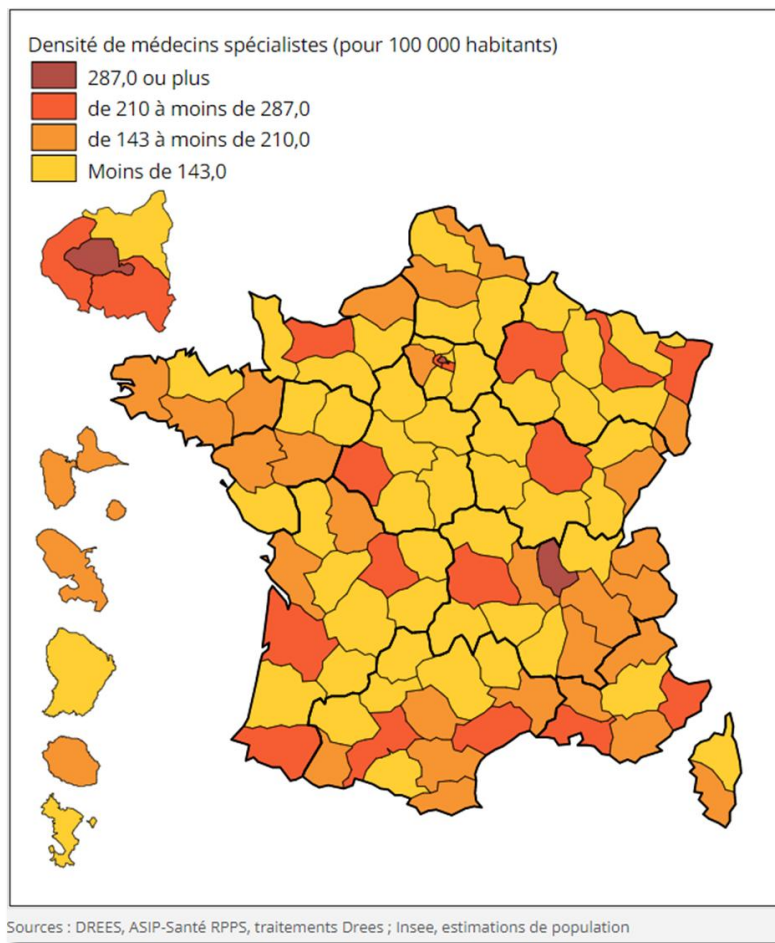 Densité de médecins spécialistes (pour 100 000 habitants)
287,0 ou plus
de 210 à moins de 287,0
de 143 à moins de 210,0
Moins de 143,0
Sources : DREES, ASIP-Santé RPPS, traitements Drees ; Insee, estimations de population